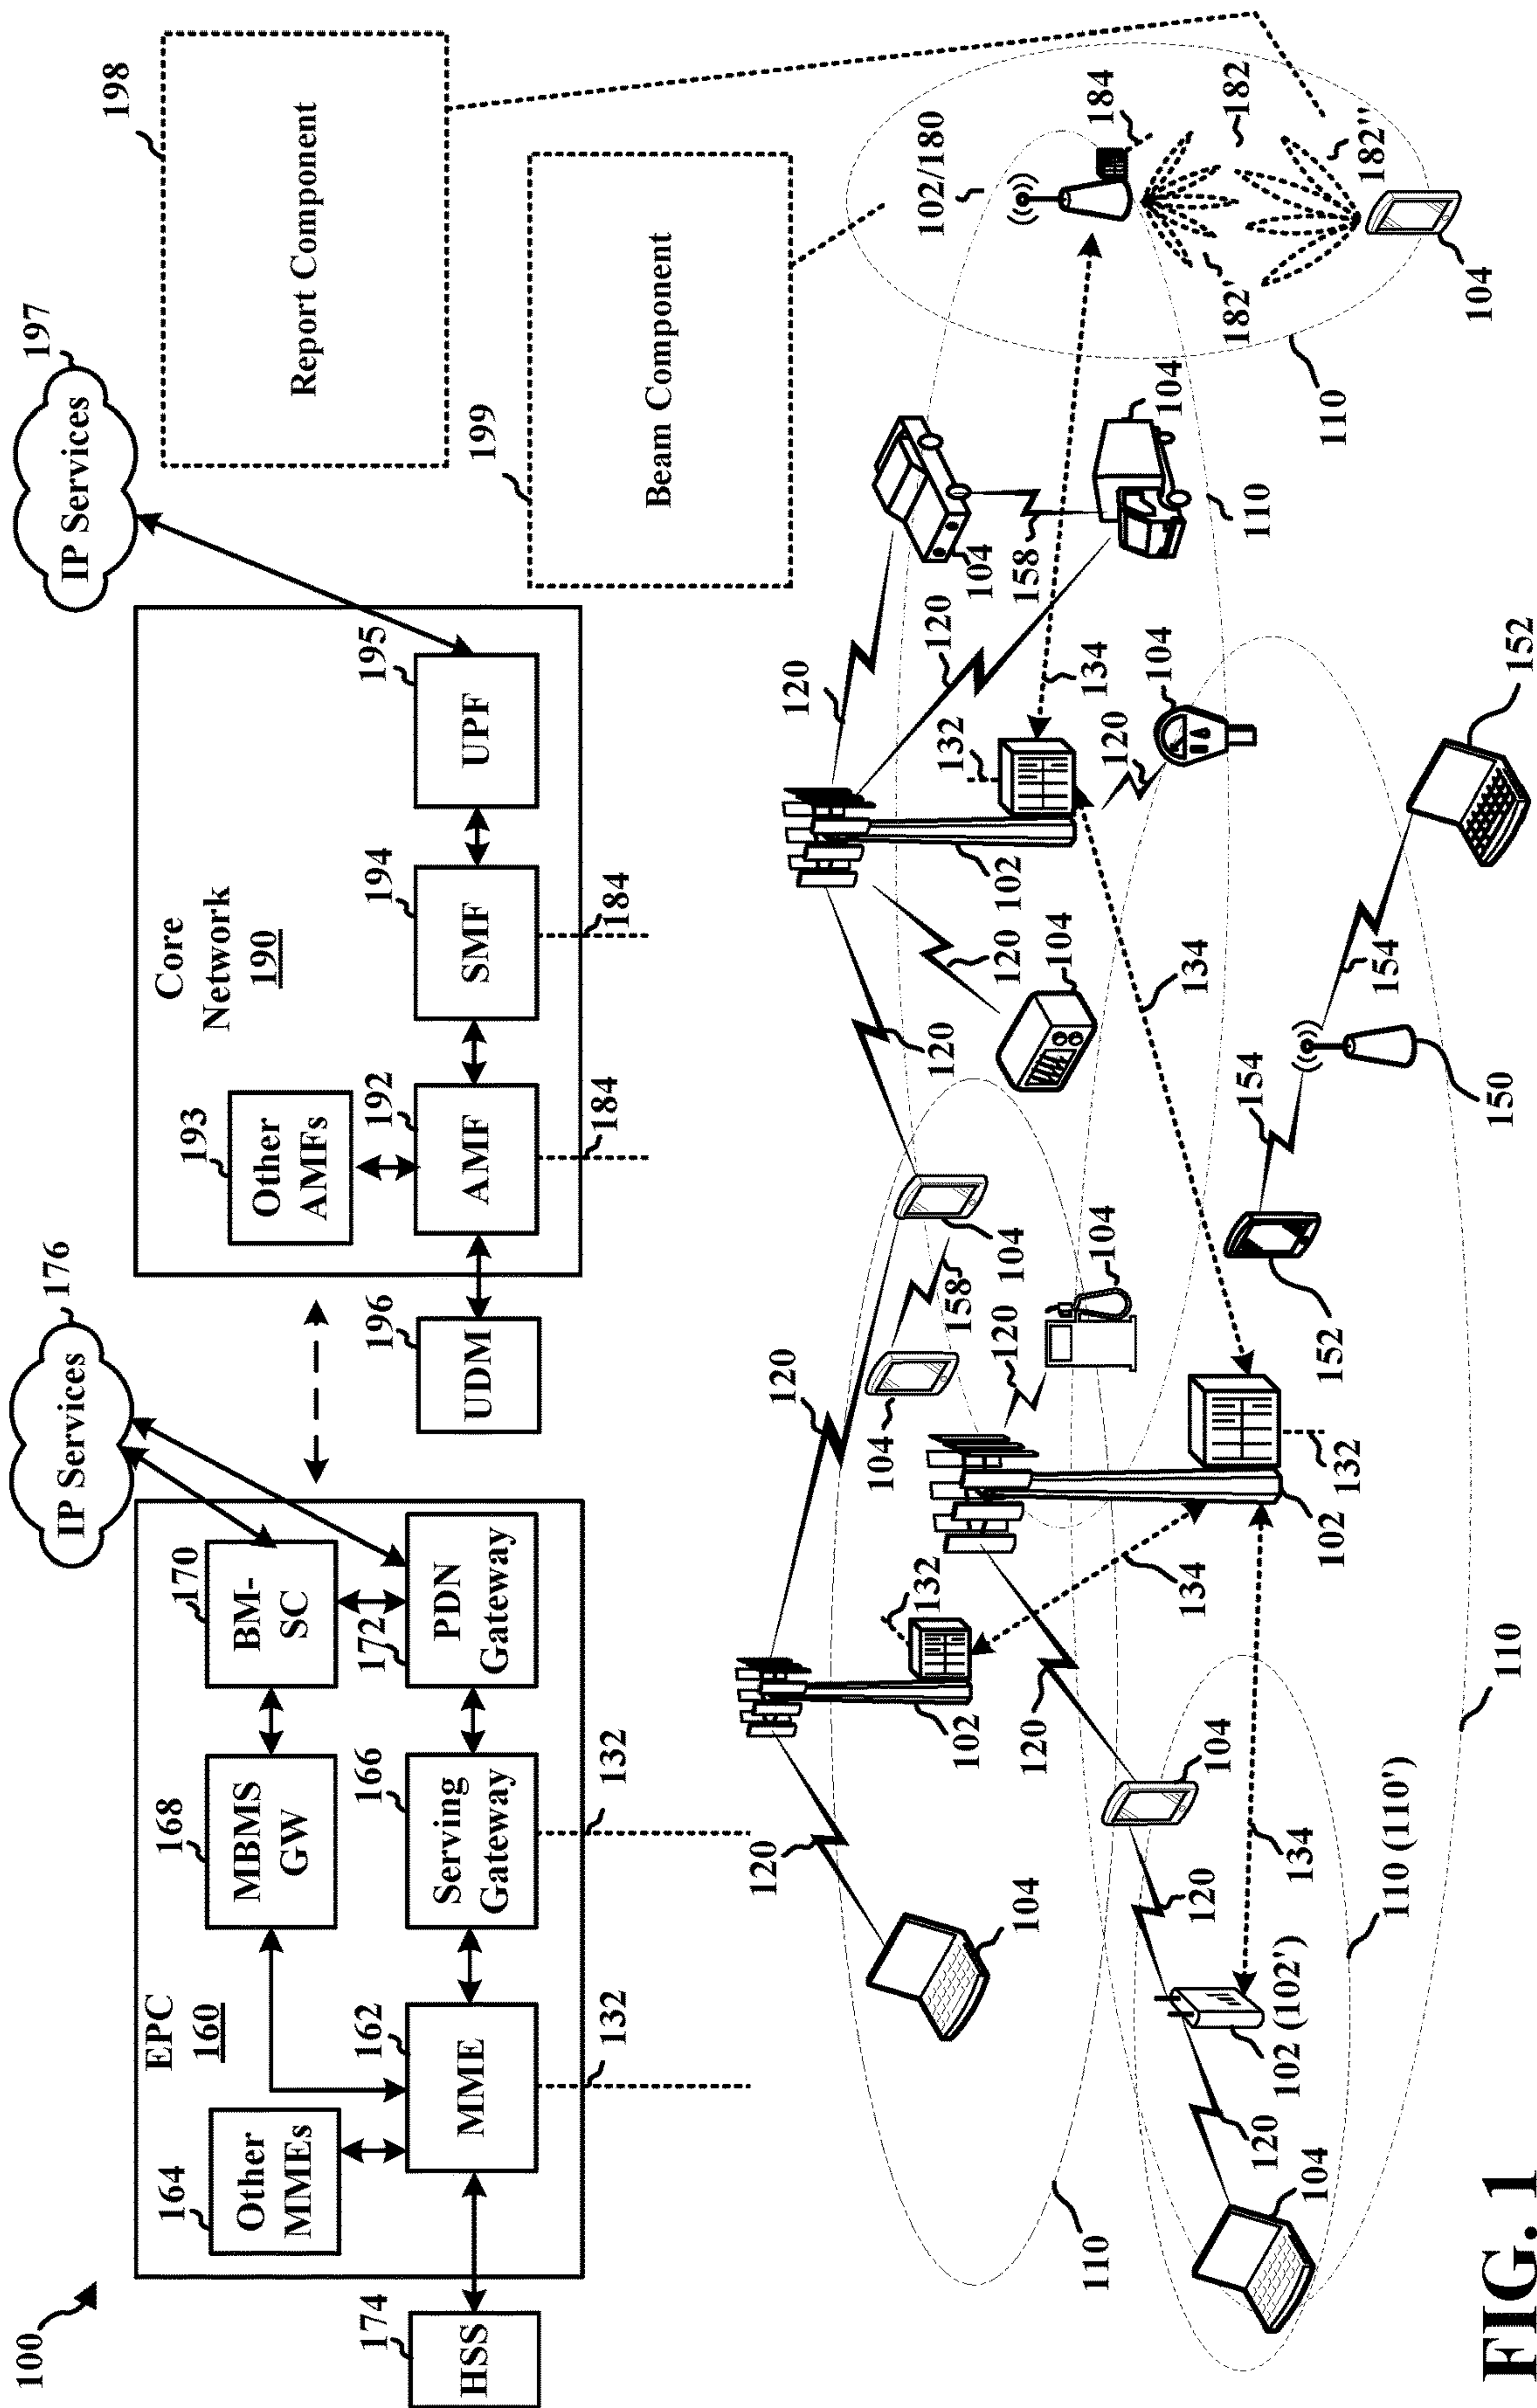 100
176
IP Services
197
IP Services
198
Report Component
199
Beam Component
EPC
160
164
Other
MMEs
168
MBMS
GW
170
BM-
SC
162
MME
166
Serving
Gateway
172
PDN
Gateway
174
HSS
132
132
Core
Network
190
193
Other
AMFs
192
AMF
194
SMF
195
UPF
196
UDM
184
184
120
104
102
132
120
104
158
104
120
120
102
132
134
120
104
120
120
104
158
104
110
102/180
184
182
182'
182''
104
110
134
120
104
104
120
110
120
104
120
134
102
132
134
134
120
104
102 (102')
110 (110')
110
152
154
150
154
152
104
120
FIG. 1